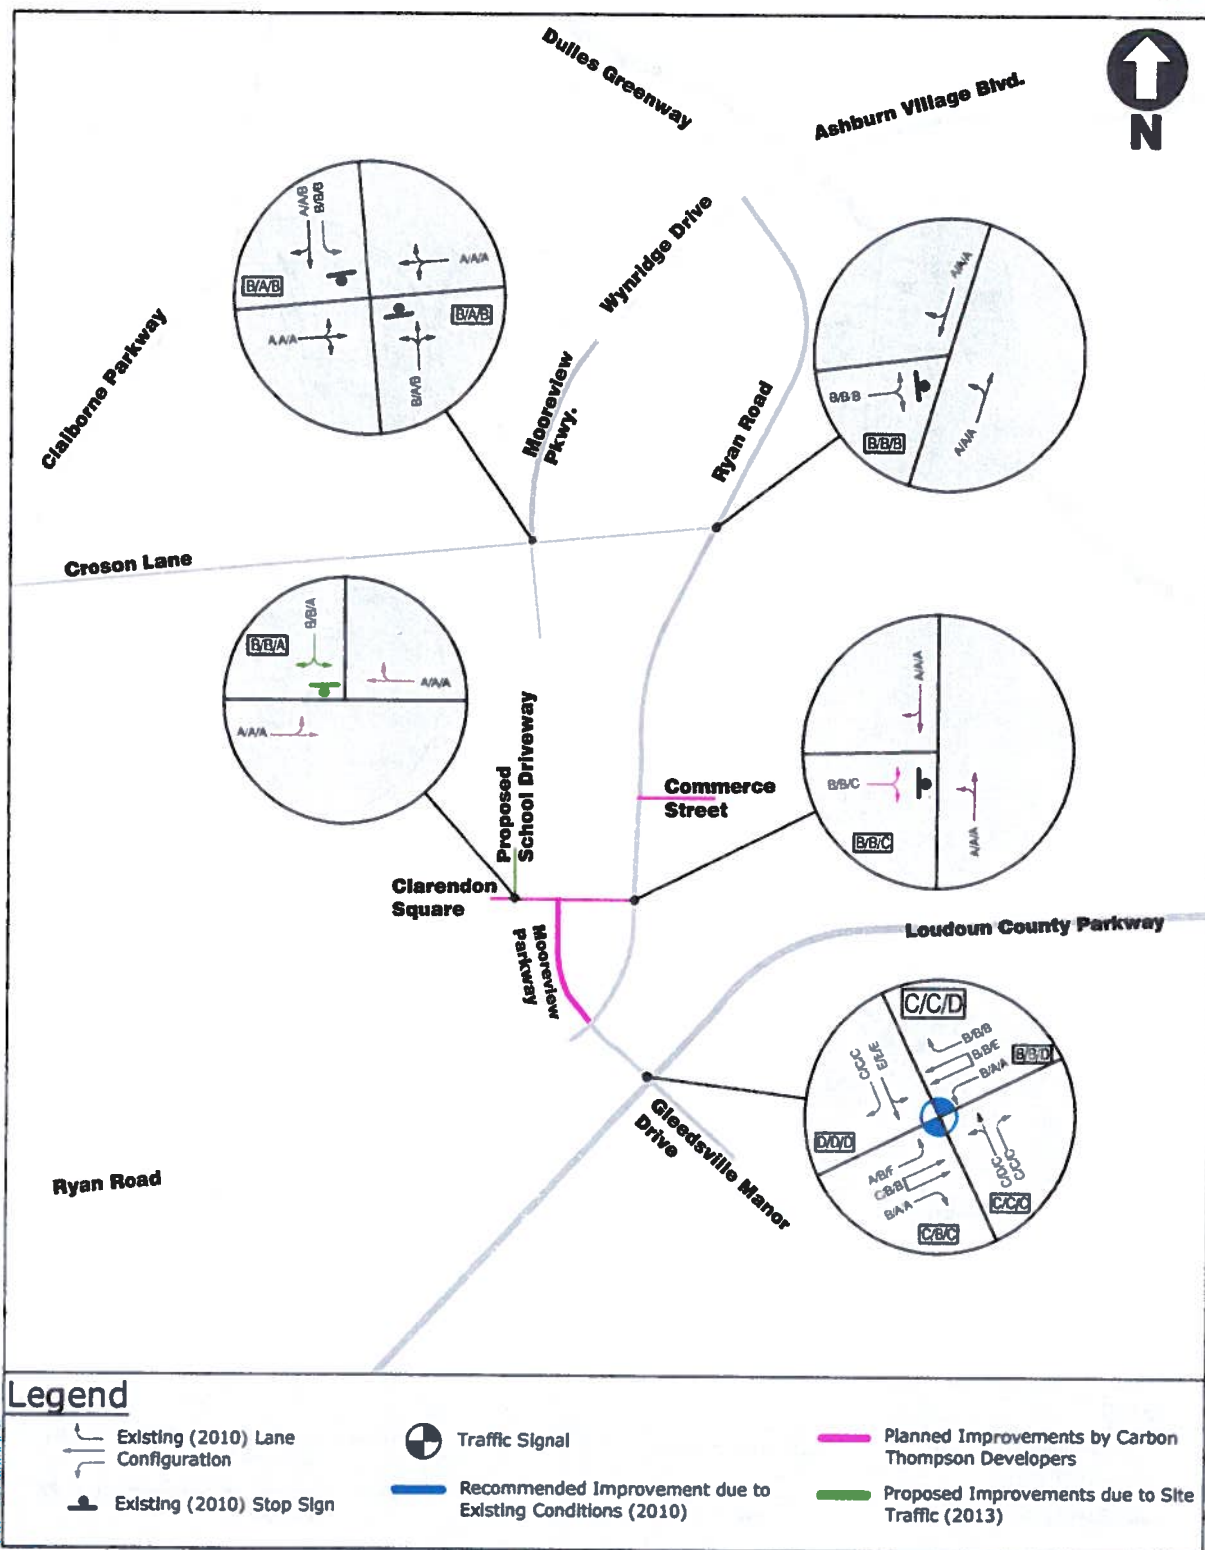 Dulles Greenway
Ashburn Village Blvd.
N
A/A/B
B/B/B
A/A/A
B/A/B
B/A/B
A/A/A
B/A/B
Wynridge Drive
A/A/A
B/B/B
B/B/B
A/A/A
Claiborne Parkway
Mooreview
Pkwy.
Ryan Road
Croson Lane
B/B/A
B/B/A
A/A/A
A/A/A
Proposed
School Driveway
A/A/A
B/B/C
B/B/C
A/A/A
Commerce
Street
Clarendon
Square
Mooreview
parkway
Loudoun County Parkway
C/C/D
B/B/B
B/B/E
B/B/D
B/A/A
C/C/C
E/E/E
D/D/D
A/B/F
C/B/B
B/A/A
C/B/C
C/D/C
C/C/C
C/C/C
Gleedsville Manor
Drive
Ryan Road
Legend
Existing (2010) Lane
Configuration
Existing (2010) Stop Sign
Traffic Signal
Recommended Improvement due to
Existing Conditions (2010)
Planned Improvements by Carbon
Thompson Developers
Proposed Improvements due to Site
Traffic (2013)